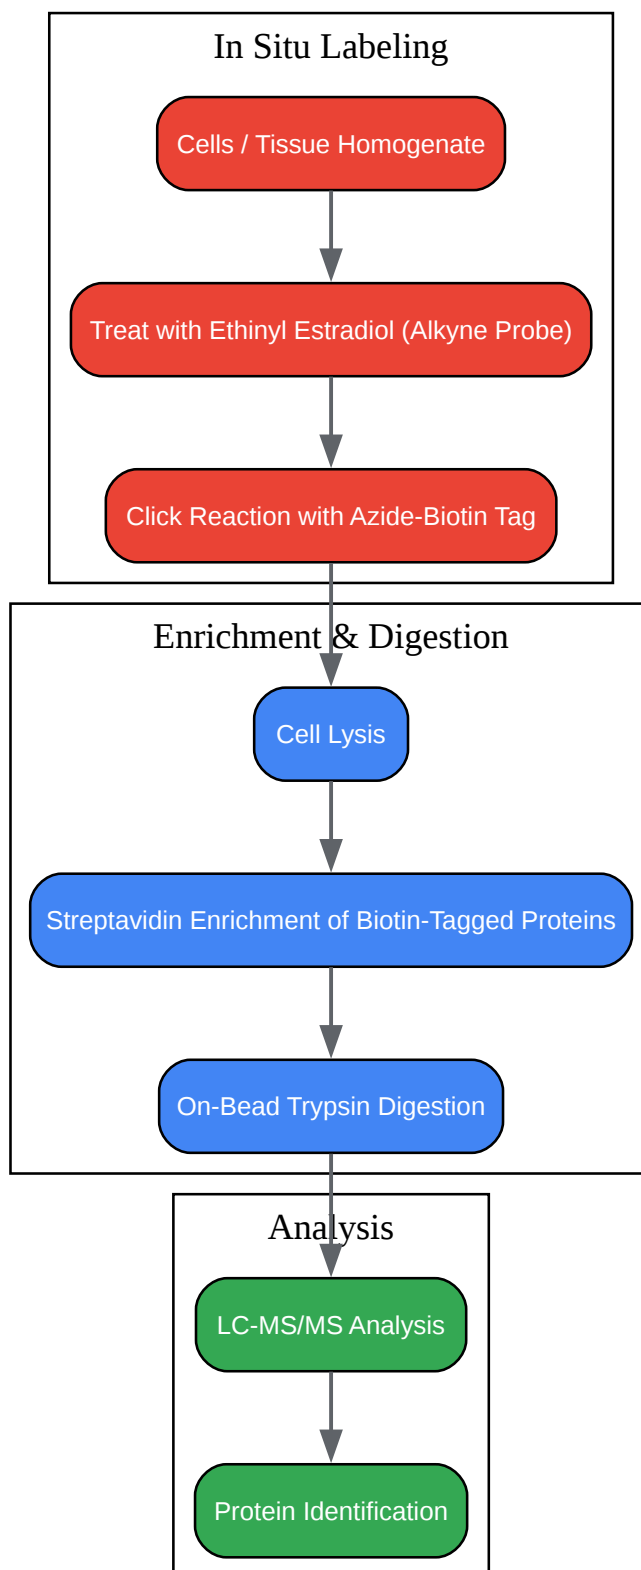 In Situ Labeling
Cells / Tissue Homogenate
Treat with Ethinyl Estradiol (Alkyne Probe)
Click Reaction with Azide-Biotin Tag
Enrichment & Digestion
Cell Lysis
Streptavidin Enrichment of Biotin-Tagged Proteins
On-Bead Trypsin Digestion
Analysis
LC-MS/MS Analysis
Protein Identification